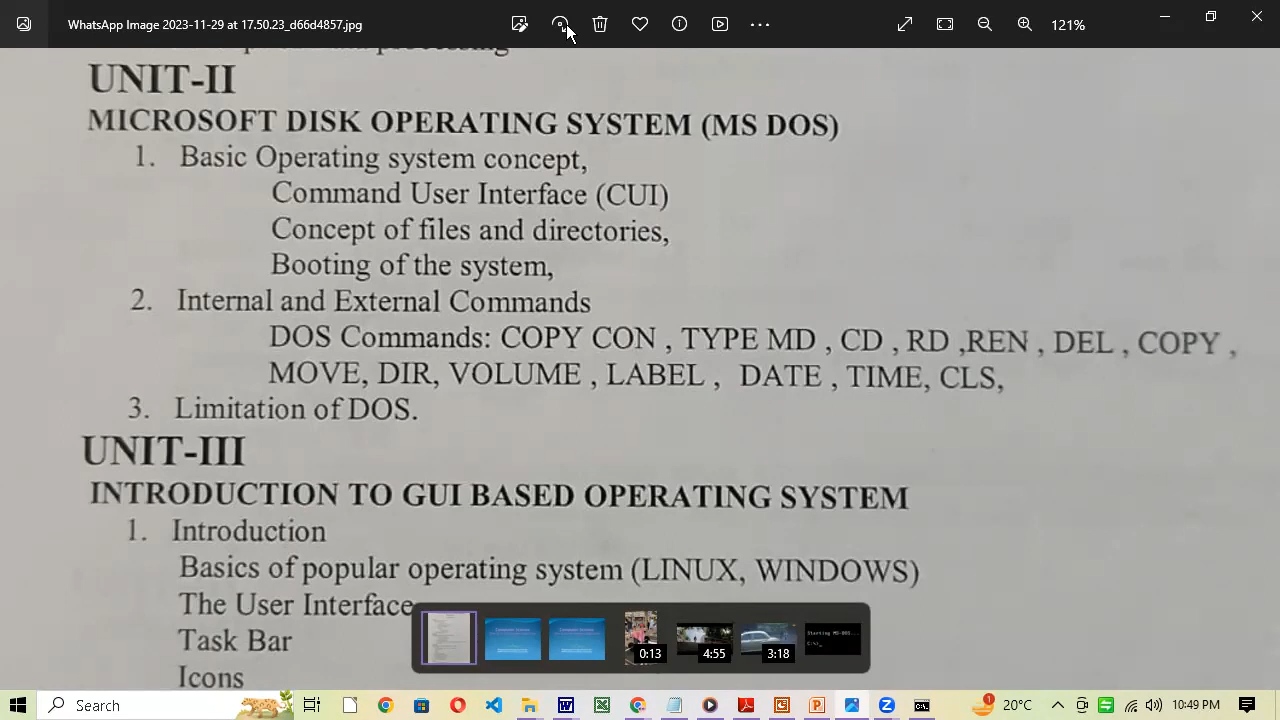 WhatsApp Image 2023-11-29 at 17.50.23_d66d4857.jpg
121%
processing
UNIT-II
MICROSOFT DISK OPERATING SYSTEM (MS DOS)
1. Basic Operating system concept,
Command User Interface (CUI)
Concept of files and directories,
Booting of the system,
2. Internal and External Commands
DOS Commands: COPY CON , TYPE MD , CD , RD ,REN , DEL , COPY ,
MOVE, DIR, VOLUME , LABEL , DATE , TIME, CLS,
3. Limitation of DOS.
UNIT-III
INTRODUCTION TO GUI BASED OPERATING SYSTEM
1. Introduction
Basics of popular operating system (LINUX, WINDOWS)
The User Interface
Task Bar
Icons
0:13
4:55
3:18
Starting MS-DOS...
C:\>_
Search
1
20°C
10:49 PM